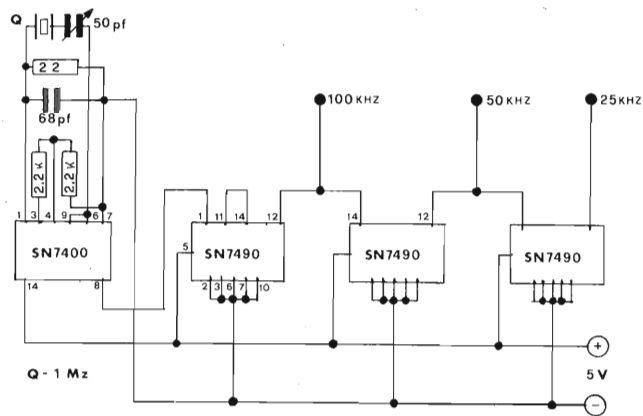 Q
50 pf
22
68pf
100 KHZ
50 KHZ
25 KHZ
2.2 K
2.2 K
1 3 4 9 6 7
SN7400
14 8
1 11 14 12
5
SN7490
2 3 6 7 10
14 12
SN7490
SN7490
+
Q - 1 Mz
5 V
−